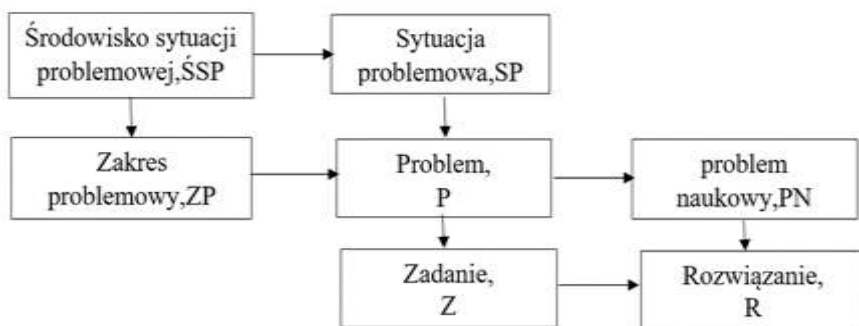 Środowisko sytuacji
problemowej,ŚSP
Sytuacja
problemowa,SP
Zakres
problemowy,ZP
Problem,
P
problem
naukowy,PN
Zadanie,
Z
Rozwiązanie,
R